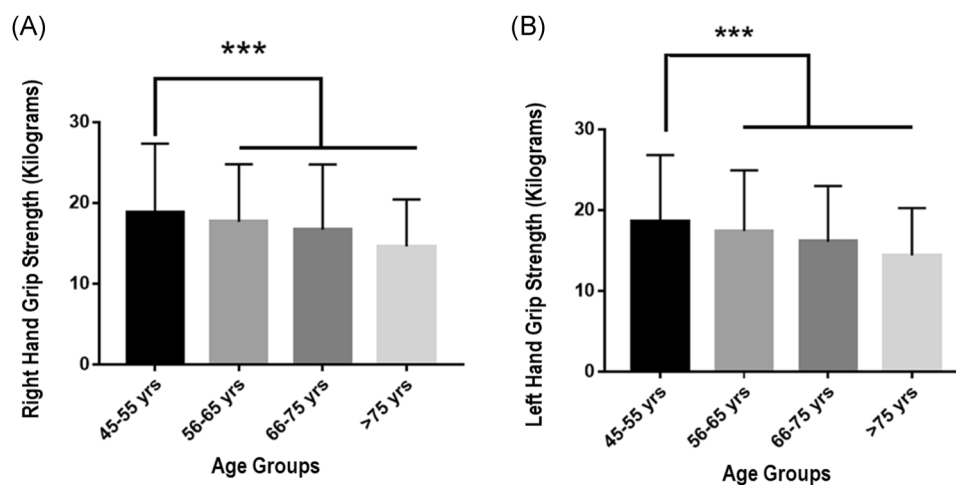 (A)
***
Right Hand Grip Strength (Kilograms)
30
20
10
0
45-55 yrs
56-65 yrs
66-75 yrs
>75 yrs
Age Groups
(B)
***
Left Hand Grip Strength (Kilograms)
30
20
10
0
45-55 yrs
56-65 yrs
66-75 yrs
>75 yrs
Age Groups